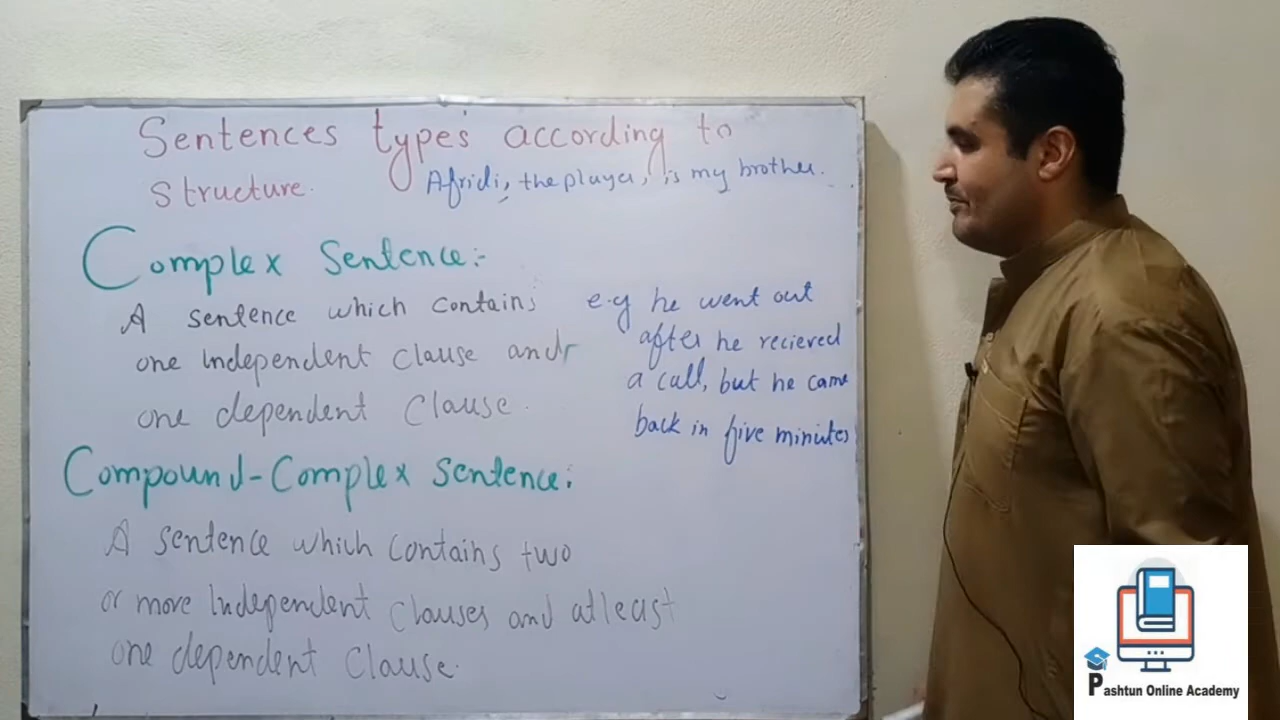 Sentences types according to
structure.
Afridi, the player, is my brother.
Complex Sentence:-
A sentence which contains
one independent clause and
one dependent clause.
e.g he went out
after he recieved
a call, but he came
back in five minutes
Compound-Complex sentence:
A sentence which contains two
or more independent clauses and atleast
one dependent clause.
Pashtun Online Academy